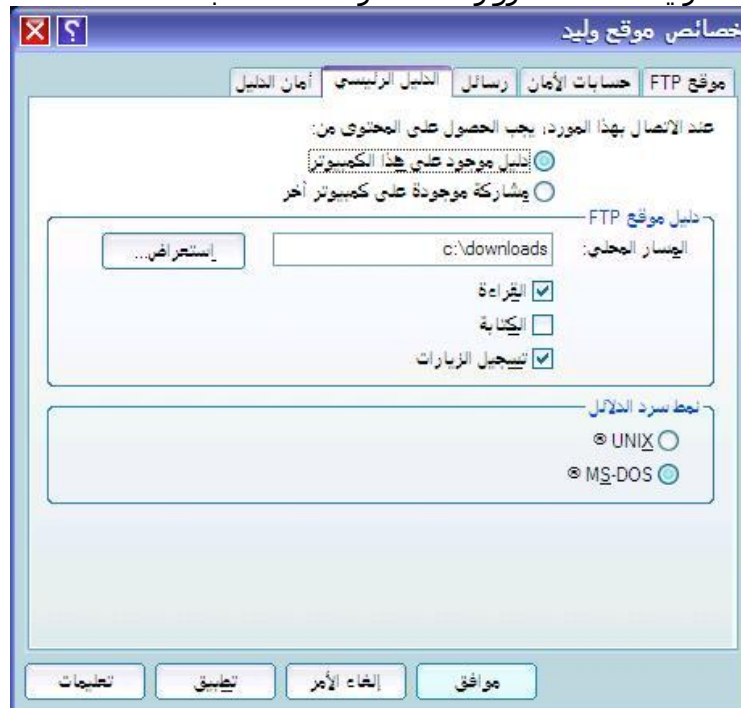 خصائص موقع وليد
موقع FTP حسابات الأمان رسائل الدليل الرئيسي أمان الدليل
عند الاتصال بهذا المورد، يجب الحصول على المحتوى من:
دليل موجود على هذا الكمبيوتر
مشاركة موجودة على كمبيوتر آخر
دليل موقع FTP
المسار المحلي: c:\downloads إستعراض...
القراءة
الكتابة
تسجيل الزيارات
نمط سرد الدلائل
UNIX ®
MS-DOS ®
موافق إلغاء الأمر تطبيق تعليمات